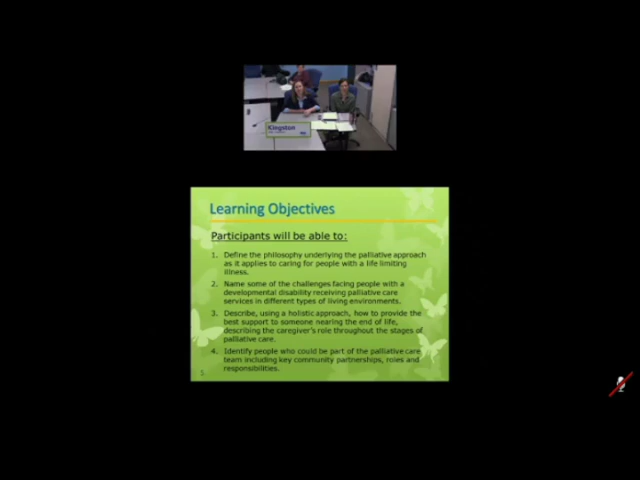 Kingston
Learning Objectives
Participants will be able to:
1. Define the philosophy underlying the palliative approach
as it applies to caring for people with a life limiting
illness.
2. Name some of the challenges facing people with a
developmental disability receiving palliative care
services in different types of living environments.
3. Describe, using a holistic approach, how to provide the
best support to someone nearing the end of life,
describing the caregiver's role throughout the stages of
palliative care.
4. Identify people who could be part of the palliative care
team including key community partnerships, roles and
responsibilities.
5.